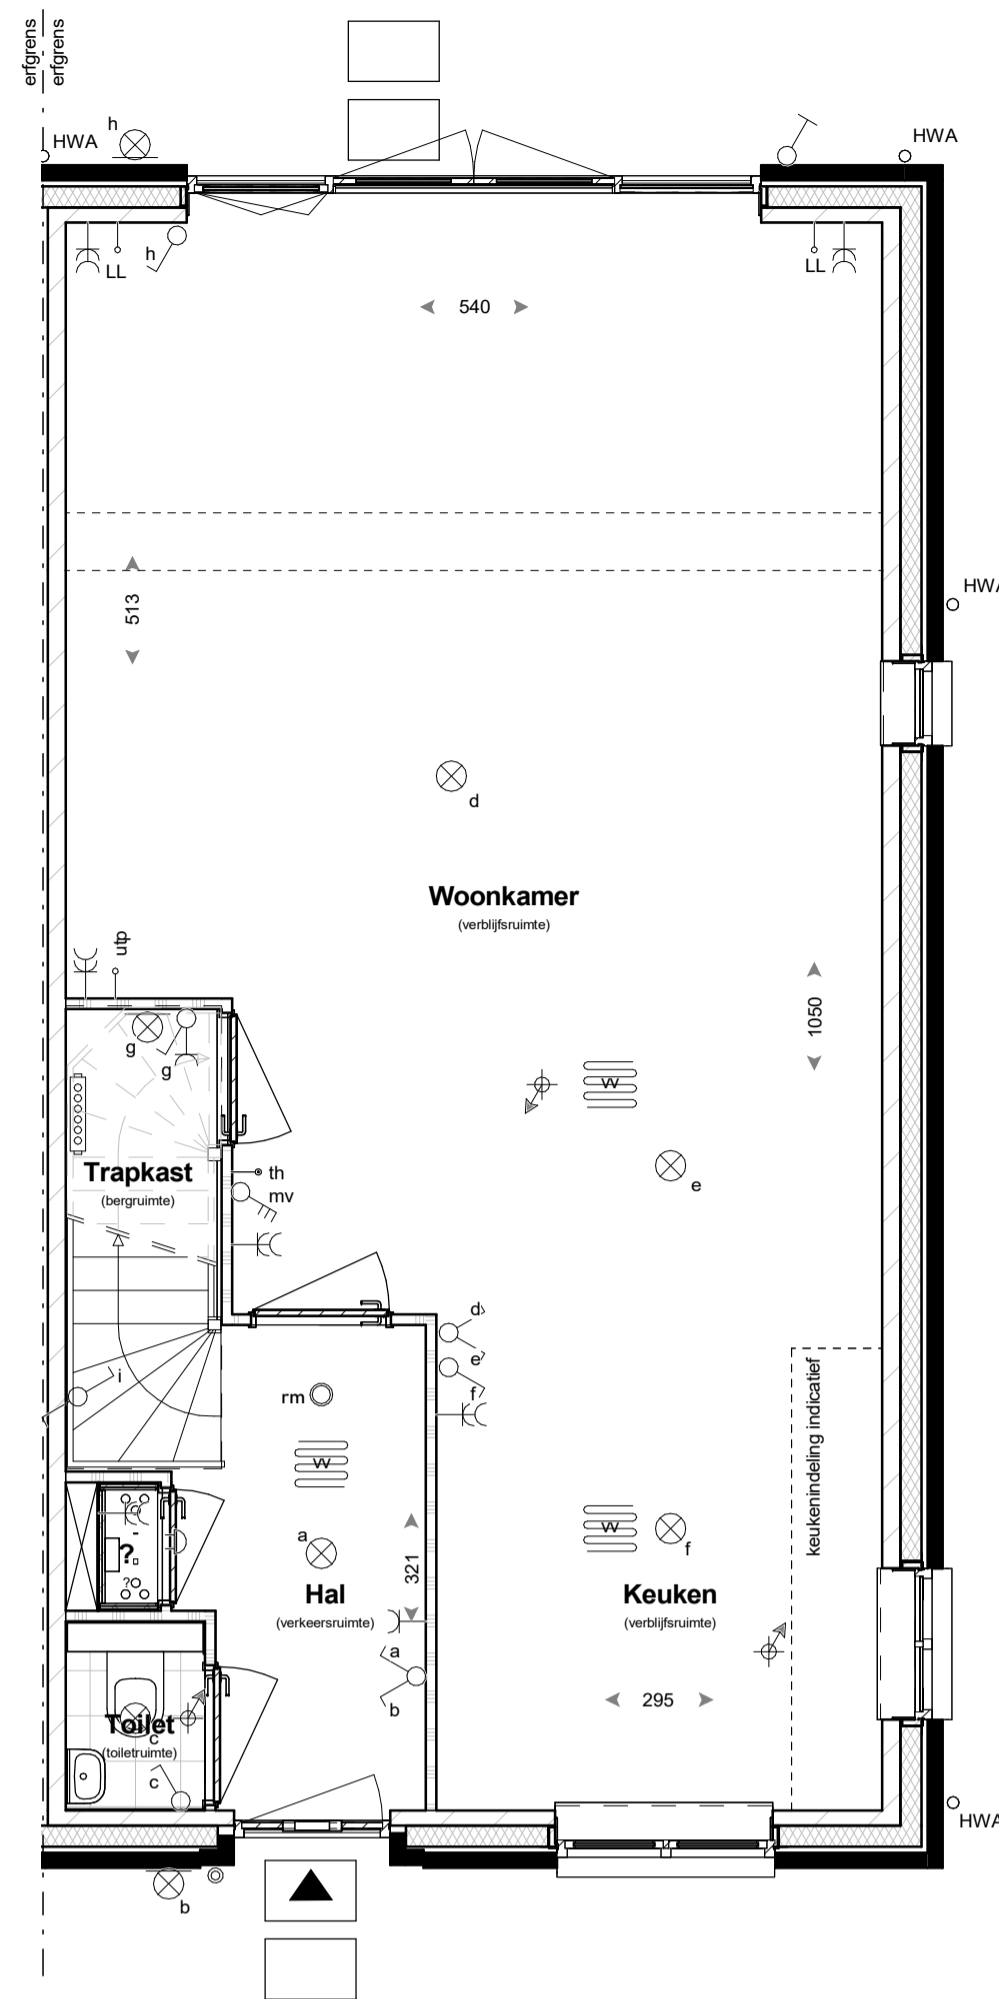 erfgrens
erfgrens
h
HWA
HWA
h
LL
LL
540
513
HWA
d
Woonkamer
(verblijfsruimte)
utp
1050
g
g
w
e
Trapkast
(bergruimte)
th
mv
d
e
f
i
rm
w
keukenindeling indicatief
w
f
a
?
?
321
Hal
(verkeersruimte)
Keuken
(verblijfsruimte)
a
b
295
Toilet
c
(toiletruimte)
c
HWA
b